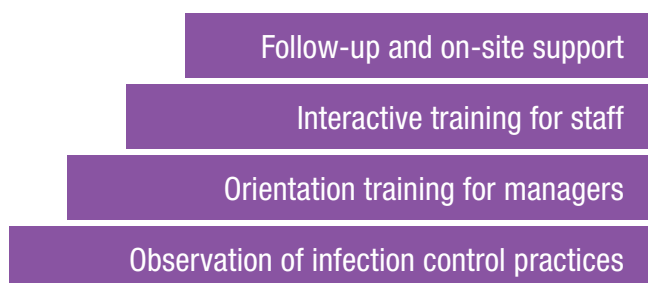 Follow-up and on-site support
Interactive training for staff
Orientation training for managers
Observation of infection control practices